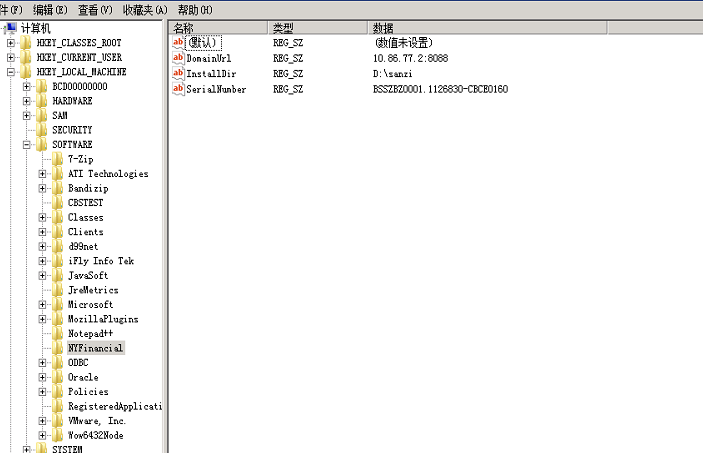 件(F) 编辑(E) 查看(V) 收藏夹(A) 帮助(H)
计算机
HKEY_CLASSES_ROOT
HKEY_CURRENT_USER
HKEY_LOCAL_MACHINE
BCD00000000
HARDWARE
SAM
SECURITY
SOFTWARE
7-Zip
ATI Technologies
Bandizip
CBSTEST
Classes
Clients
d99net
iFly Info Tek
JavaSoft
JreMetrics
Microsoft
MozillaPlugins
Notepad++
NYFinancial
ODBC
Oracle
Policies
RegisteredApplicati
VMware, Inc.
Wow6432Node
SYSTEM
名称 类型 数据
ab (默认) REG_SZ (数值未设置)
ab DomainUrl REG_SZ 10.86.77.2:8088
ab InstallDir REG_SZ D:\sanzi
ab SerialNumber REG_SZ BSSZBZ0001.1126830-CBCE0160